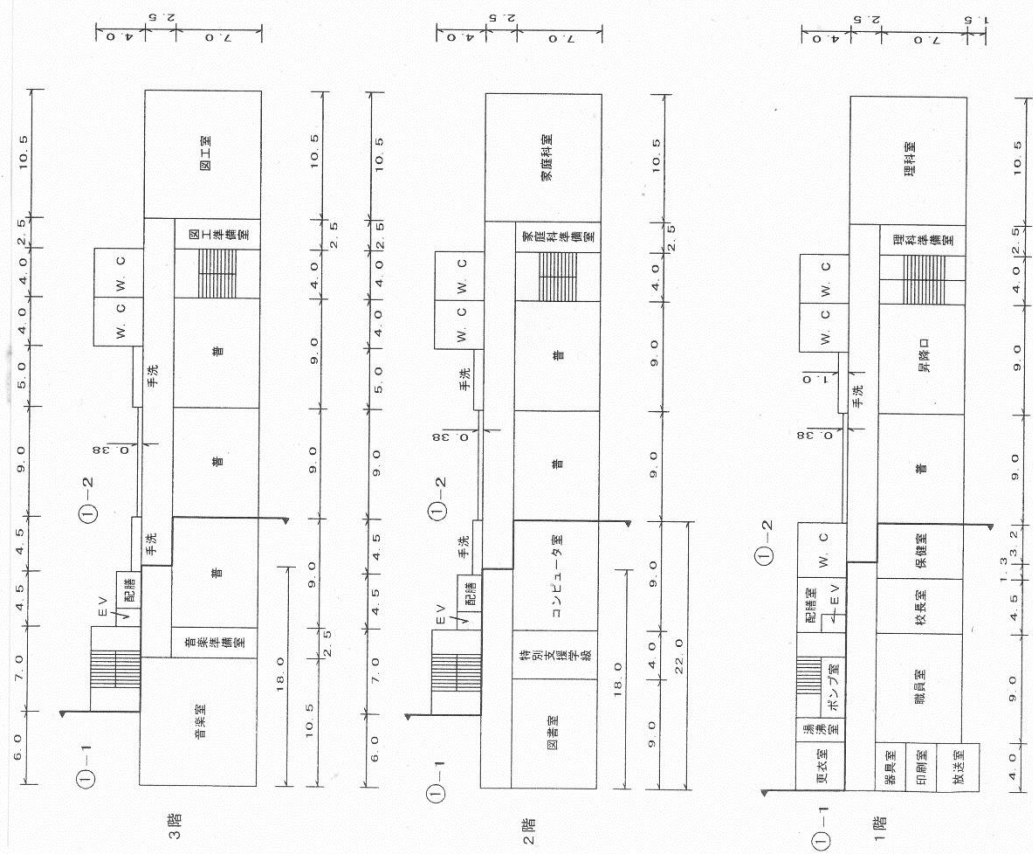 3階
①-1
①-2
6.0
7.0
4.5
4.5
9.0
5.0
4.0
4.0
2.5
10.5
4.0
2.5
7.0
EV
配膳
手洗
0.38
手洗
W.C
W.C
音楽室
音楽準備室
普
普
普
図工準備室
図工室
18.0
10.5
2.5
9.0
9.0
9.0
4.0
2.5
10.5
2階
①-1
①-2
6.0
7.0
4.5
4.5
9.0
5.0
4.0
4.0
2.5
10.5
4.0
2.5
7.0
EV
配膳
手洗
0.38
手洗
W.C
W.C
図書室
特別支援学級
コンピュータ室
普
普
家庭科準備室
家庭科室
18.0
9.0
4.0
9.0
22.0
9.0
9.0
4.0
2.5
10.5
1階
①-1
①-2
4.0
2.5
7.0
1.5
更衣室
湯沸室
ポンプ室
配膳室
EV
W.C
0.38
1.0
手洗
W.C
W.C
器具室
印刷室
放送室
職員室
校長室
保健室
普
昇降口
理科準備室
理科室
4.0
9.0
4.5
1.3
3.2
9.0
9.0
4.0
2.5
10.5